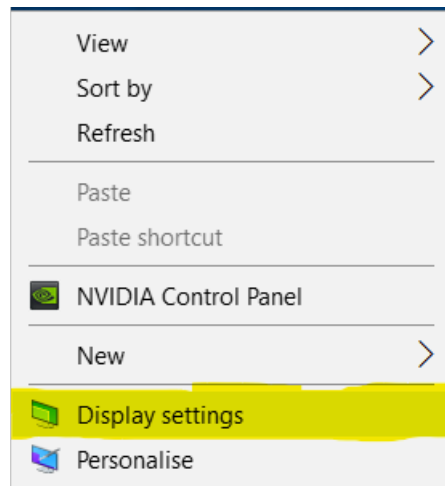 View
Sort by
Refresh
Paste
Paste shortcut
NVIDIA Control Panel
New
Display settings
Personalise